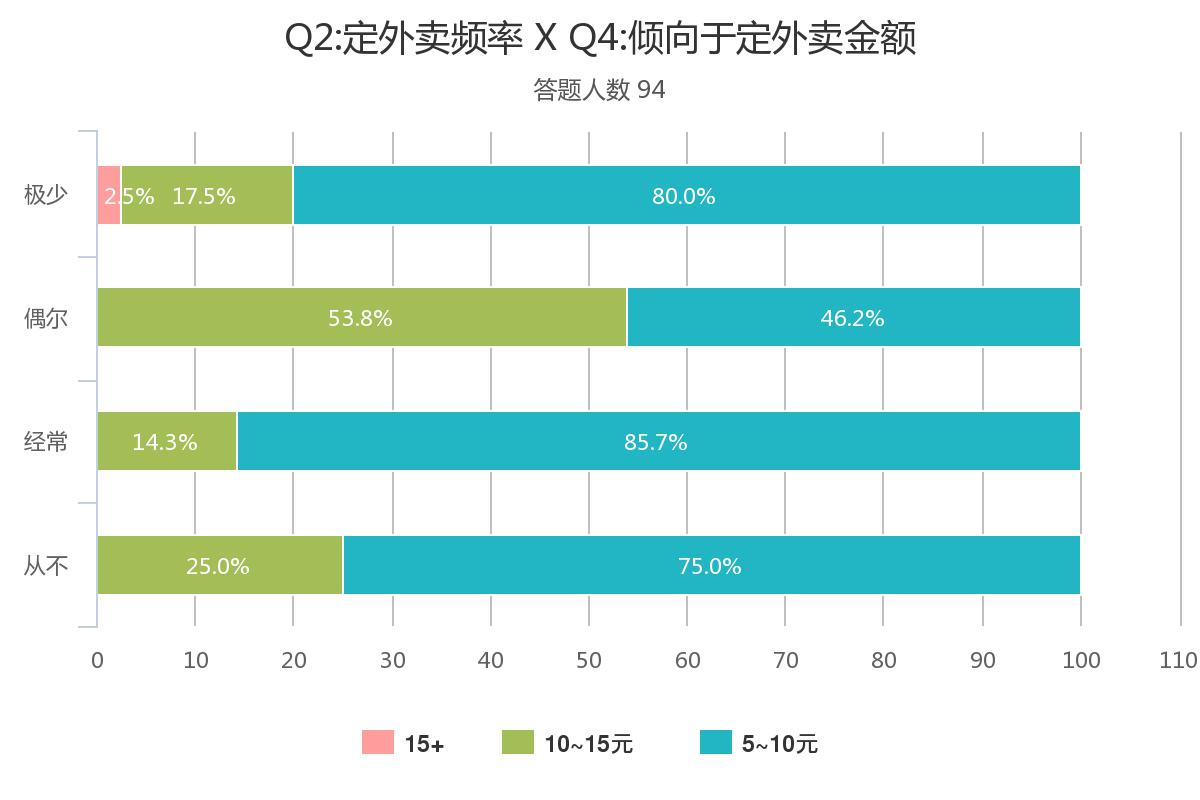 Q2:定外卖频率 X Q4:倾向于定外卖金额
答题人数 94
极少 2.5% 17.5% 80.0%
偶尔 53.8% 46.2%
经常 14.3% 85.7%
从不 25.0% 75.0%
0 10 20 30 40 50 60 70 80 90 100 110
15+ 10~15元 5~10元